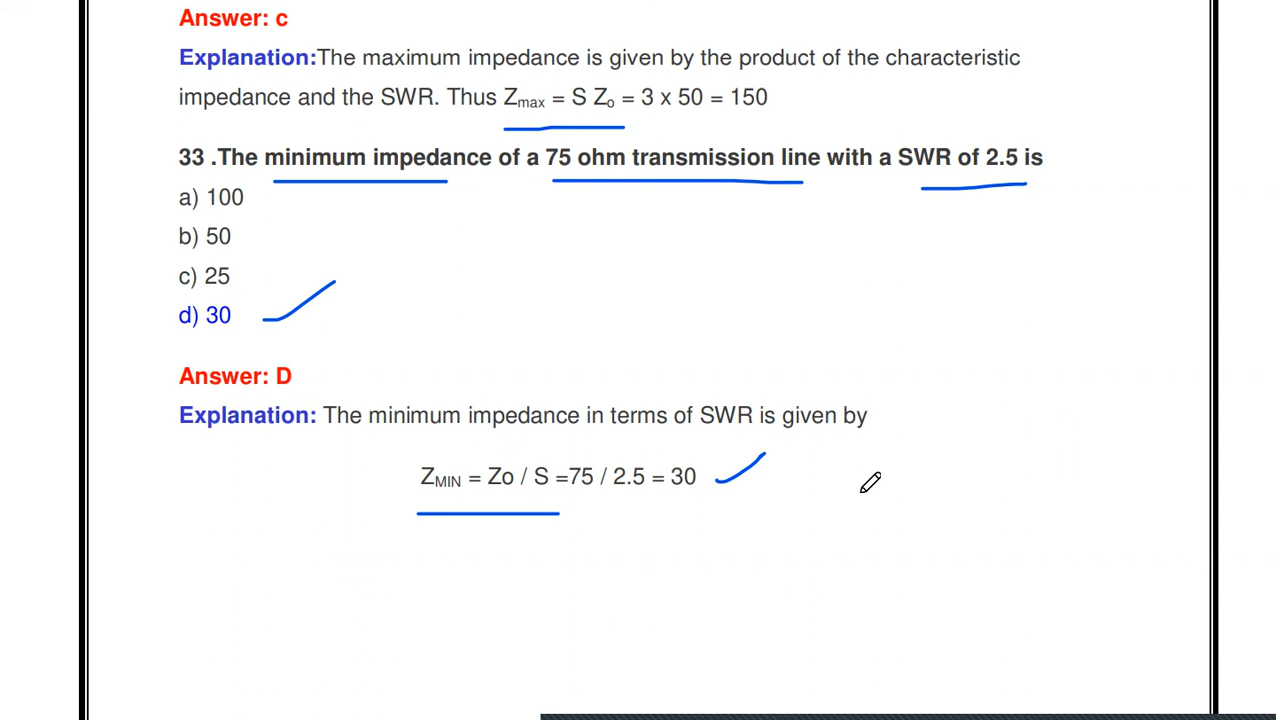 Answer: c
Explanation:The maximum impedance is given by the product of the characteristic
impedance and the SWR. Thus Zmax = S Zo = 3 x 50 = 150
33 .The minimum impedance of a 75 ohm transmission line with a SWR of 2.5 is
a) 100
b) 50
c) 25
d) 30
Answer: D
Explanation: The minimum impedance in terms of SWR is given by
ZMIN = Zo / S =75 / 2.5 = 30